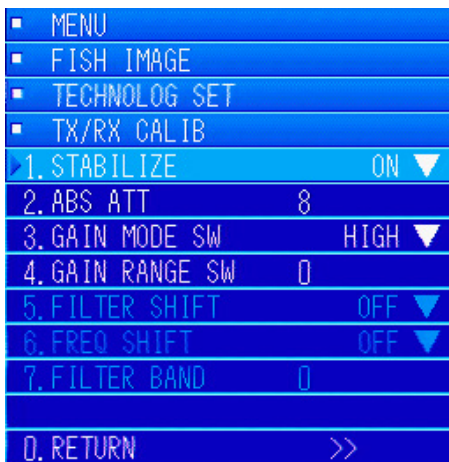 MENU
FISH IMAGE
TECHNOLOG SET
TX/RX CALIB
1. STABILIZE ON ▼
2. ABS ATT 8
3. GAIN MODE SW HIGH ▼
4. GAIN RANGE SW 0
5. FILTER SHIFT OFF ▼
6. FREQ SHIFT OFF ▼
7. FILTER BAND 0
0. RETURN >>